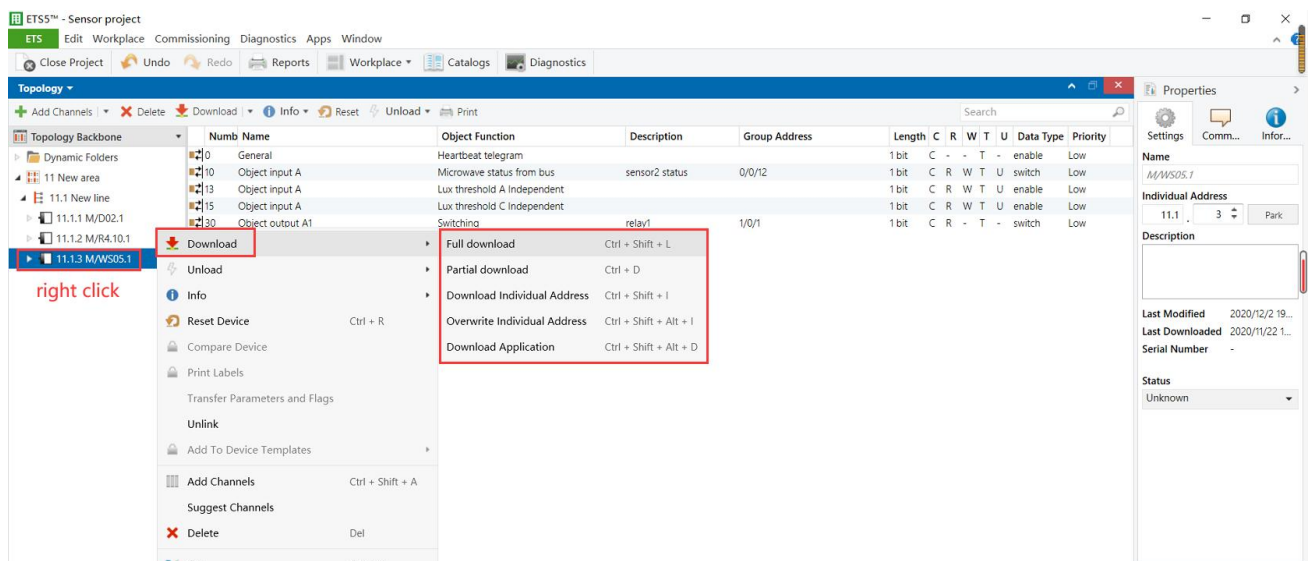 ETS5™ - Sensor project
ETS Edit Workplace Commissioning Diagnostics Apps Window
Close Project Undo Redo Reports Workplace Catalogs Diagnostics
Topology
Add Channels Delete Download Info Reset Unload Print Search
Topology Backbone
Dynamic Folders
11 New area
11.1 New line
11.1.1 M/D02.1
11.1.2 M/R4.10.1
11.1.3 M/WS05.1
right click
Numb Name Object Function Description Group Address Length C R W T U Data Type Priority
0 General Heartbeat telegram 1 bit C - - T - enable Low
10 Object input A Microwave status from bus sensor2 status 0/0/12 1 bit C R W T U switch Low
13 Object input A Lux threshold A Independent 1 bit C R W T U enable Low
15 Object input A Lux threshold C Independent 1 bit C R W T U enable Low
30 Object output A1 Switching relay1 1/0/1 1 bit C R - T - switch Low
Download
Unload
Info
Reset Device Ctrl + R
Compare Device
Print Labels
Transfer Parameters and Flags
Unlink
Add To Device Templates
Add Channels Ctrl + Shift + A
Suggest Channels
Delete Del
Full download Ctrl + Shift + L
Partial download Ctrl + D
Download Individual Address Ctrl + Shift + I
Overwrite Individual Address Ctrl + Shift + Alt + I
Download Application Ctrl + Shift + Alt + D
Properties
Settings Comm... Infor...
Name
M/WS05.1
Individual Address
11.1 . 3 Park
Description
Last Modified 2020/12/2 19...
Last Downloaded 2020/11/22 1...
Serial Number -
Status
Unknown